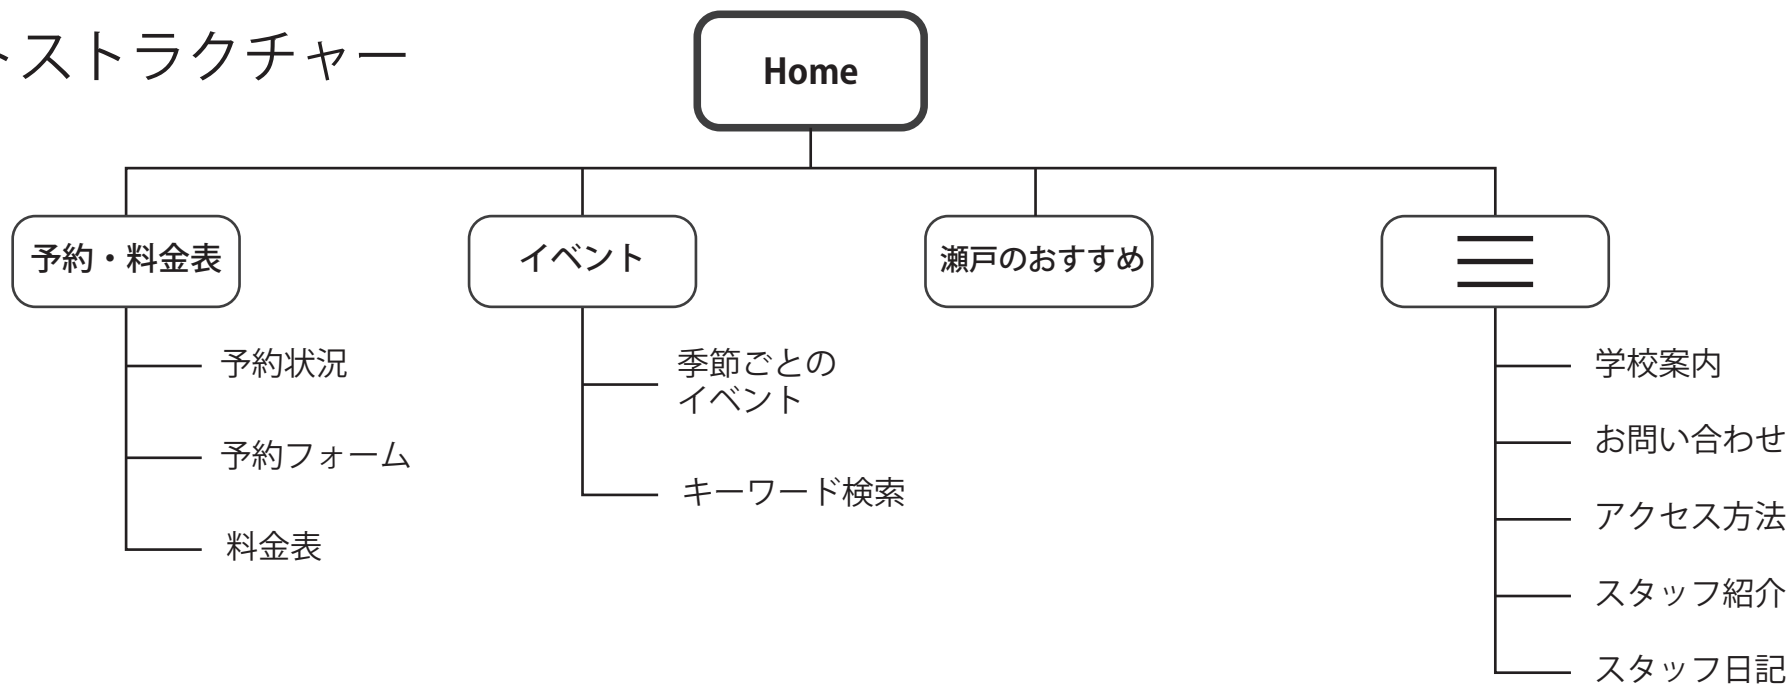 トストラクチャー
Home
予約・料金表
イベント
瀬戸のおすすめ
予約状況
予約フォーム
料金表
季節ごとの
イベント
キーワード検索
学校案内
お問い合わせ
アクセス方法
スタッフ紹介
スタッフ日記